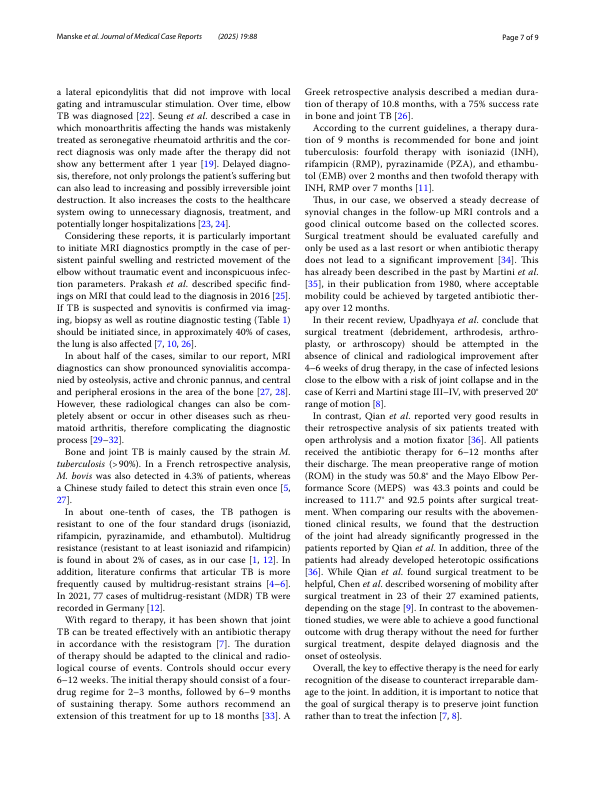 Manske et al. Journal of Medical Case Reports (2025) 19:88
Page 7 of 9
a lateral epicondylitis that did not improve with local
gating and intramuscular stimulation. Over time, elbow
TB was diagnosed [22]. Seung et al. described a case in
which monoarthritis affecting the hands was mistakenly
treated as seronegative rheumatoid arthritis and the cor-
rect diagnosis was only made after the therapy did not
show any betterment after 1 year [19]. Delayed diagno-
sis, therefore, not only prolongs the patient's suffering but
can also lead to increasing and possibly irreversible joint
destruction. It also increases the costs to the healthcare
system owing to unnecessary diagnosis, treatment, and
potentially longer hospitalizations [23, 24].
Considering these reports, it is particularly important
to initiate MRI diagnostics promptly in the case of per-
sistent painful swelling and restricted movement of the
elbow without traumatic event and inconspicuous infec-
tion parameters. Prakash et al. described specific find-
ings on MRI that could lead to the diagnosis in 2016 [25].
If TB is suspected and synovitis is confirmed via imag-
ing, biopsy as well as routine diagnostic testing (Table 1)
should be initiated since, in approximately 40% of cases,
the lung is also affected [7, 10, 26].
In about half of the cases, similar to our report, MRI
diagnostics can show pronounced synovialitis accompa-
nied by osteolysis, active and chronic pannus, and central
and peripheral erosions in the area of the bone [27, 28].
However, these radiological changes can also be com-
pletely absent or occur in other diseases such as rheu-
matoid arthritis, therefore complicating the diagnostic
process [29–32].
Bone and joint TB is mainly caused by the strain M.
tuberculosis (> 90%). In a French retrospective analysis,
M. bovis was also detected in 4.3% of patients, whereas
a Chinese study failed to detect this strain even once [5,
27].
In about one-tenth of cases, the TB pathogen is
resistant to one of the four standard drugs (isoniazid,
rifampicin, pyrazinamide, and ethambutol). Multidrug
resistance (resistant to at least isoniazid and rifampicin)
is found in about 2% of cases, as in our case [1, 12]. In
addition, literature confirms that articular TB is more
frequently caused by multidrug-resistant strains [4–6].
In 2021, 77 cases of multidrug-resistant (MDR) TB were
recorded in Germany [12].
With regard to therapy, it has been shown that joint
TB can be treated effectively with an antibiotic therapy
in accordance with the resistogram [7]. The duration
of therapy should be adapted to the clinical and radio-
logical course of events. Controls should occur every
6–12 weeks. The initial therapy should consist of a four-
drug regime for 2–3 months, followed by 6–9 months
of sustaining therapy. Some authors recommend an
extension of this treatment for up to 18 months [33]. A
Greek retrospective analysis described a median dura-
tion of therapy of 10.8 months, with a 75% success rate
in bone and joint TB [26].
According to the current guidelines, a therapy dura-
tion of 9 months is recommended for bone and joint
tuberculosis: fourfold therapy with isoniazid (INH),
rifampicin (RMP), pyrazinamide (PZA), and ethambu-
tol (EMB) over 2 months and then twofold therapy with
INH, RMP over 7 months [11].
Thus, in our case, we observed a steady decrease of
synovial changes in the follow-up MRI controls and a
good clinical outcome based on the collected scores.
Surgical treatment should be evaluated carefully and
only be used as a last resort or when antibiotic therapy
does not lead to a significant improvement [34]. This
has already been described in the past by Martini et al.
[35], in their publication from 1980, where acceptable
mobility could be achieved by targeted antibiotic ther-
apy over 12 months.
In their recent review, Upadhyaya et al. conclude that
surgical treatment (debridement, arthrodesis, arthro-
plasty, or arthroscopy) should be attempted in the
absence of clinical and radiological improvement after
4–6 weeks of drug therapy, in the case of infected lesions
close to the elbow with a risk of joint collapse and in the
case of Kerri and Martini stage III–IV, with preserved 20°
range of motion [8].
In contrast, Qian et al. reported very good results in
their retrospective analysis of six patients treated with
open arthrolysis and a motion fixator [36]. All patients
received the antibiotic therapy for 6–12 months after
their discharge. The mean preoperative range of motion
(ROM) in the study was 50.8° and the Mayo Elbow Per-
formance Score (MEPS) was 43.3 points and could be
increased to 111.7° and 92.5 points after surgical treat-
ment. When comparing our results with the abovemen-
tioned clinical results, we found that the destruction
of the joint had already significantly progressed in the
patients reported by Qian et al. In addition, three of the
patients had already developed heterotopic ossifications
[36]. While Qian et al. found surgical treatment to be
helpful, Chen et al. described worsening of mobility after
surgical treatment in 23 of their 27 examined patients,
depending on the stage [9]. In contrast to the abovemen-
tioned studies, we were able to achieve a good functional
outcome with drug therapy without the need for further
surgical treatment, despite delayed diagnosis and the
onset of osteolysis.
Overall, the key to effective therapy is the need for early
recognition of the disease to counteract irreparable dam-
age to the joint. In addition, it is important to notice that
the goal of surgical therapy is to preserve joint function
rather than to treat the infection [7, 8].